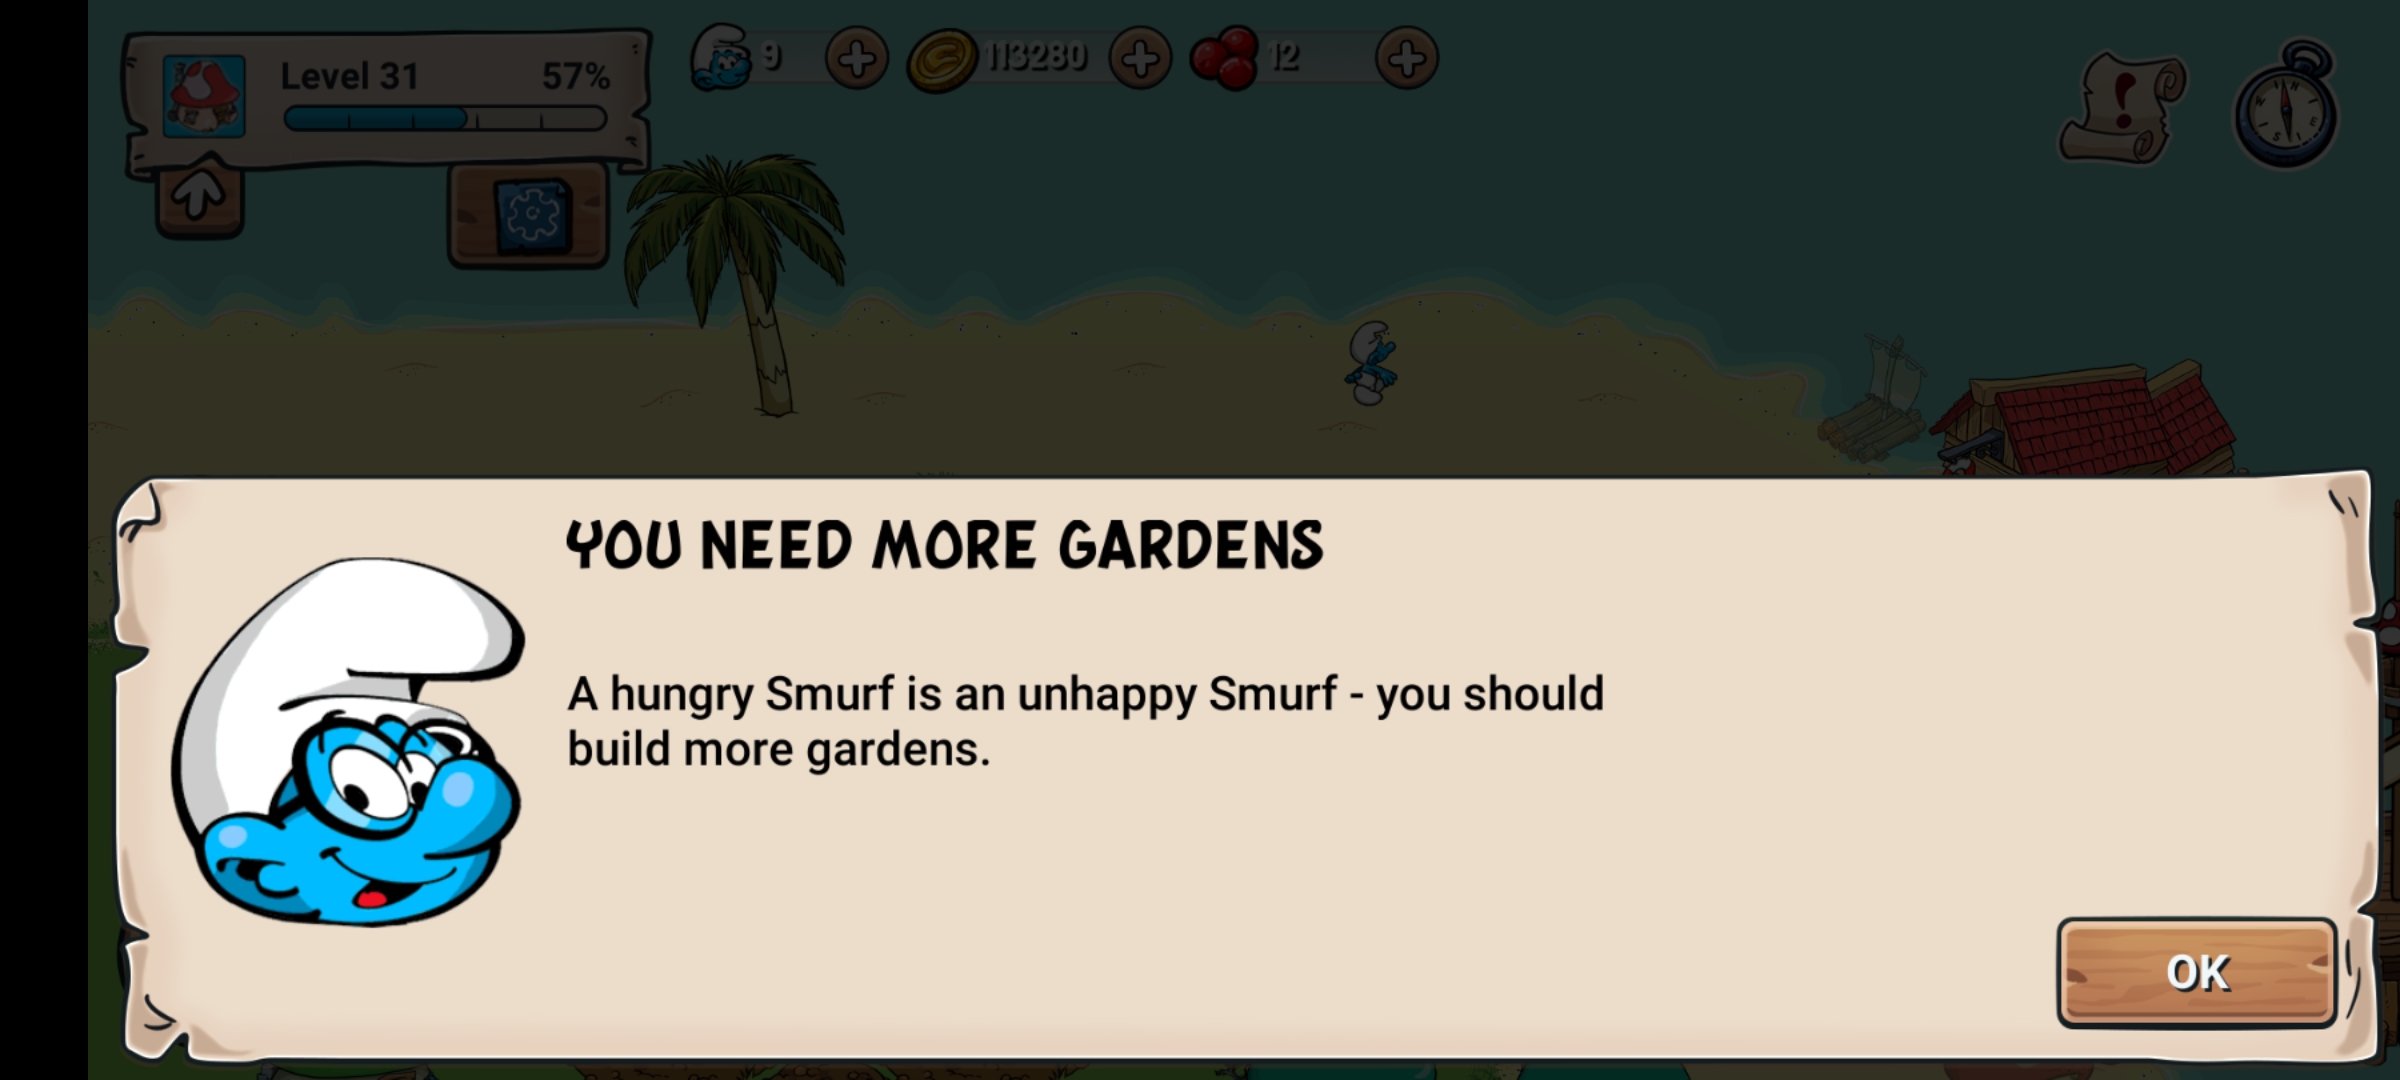 Level 31 57%
9
113280
12
YOU NEED MORE GARDENS
A hungry Smurf is an unhappy Smurf - you should
build more gardens.
OK